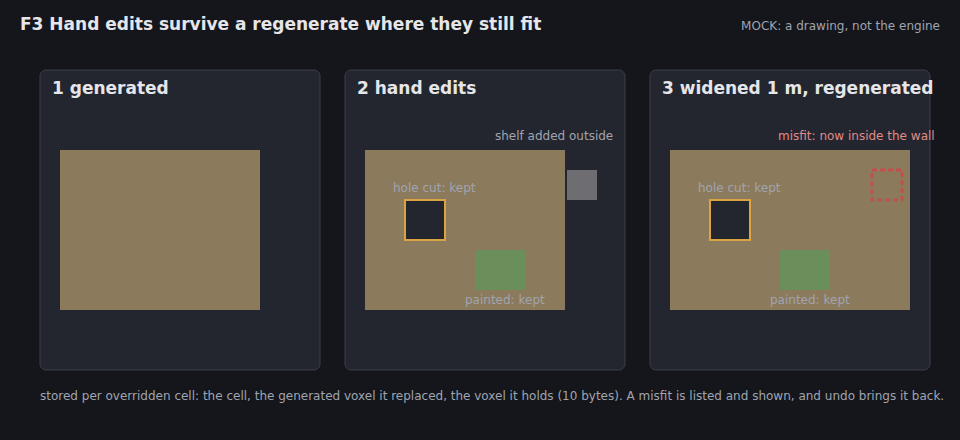 F3 Hand edits survive a regenerate where they still fit
MOCK: a drawing, not the engine
1 generated
2 hand edits
3 widened 1 m, regenerated
shelf added outside
misfit: now inside the wall
hole cut: kept
hole cut: kept
painted: kept
painted: kept
stored per overridden cell: the cell, the generated voxel it replaced, the voxel it holds (10 bytes). A misfit is listed and shown, and undo brings it back.